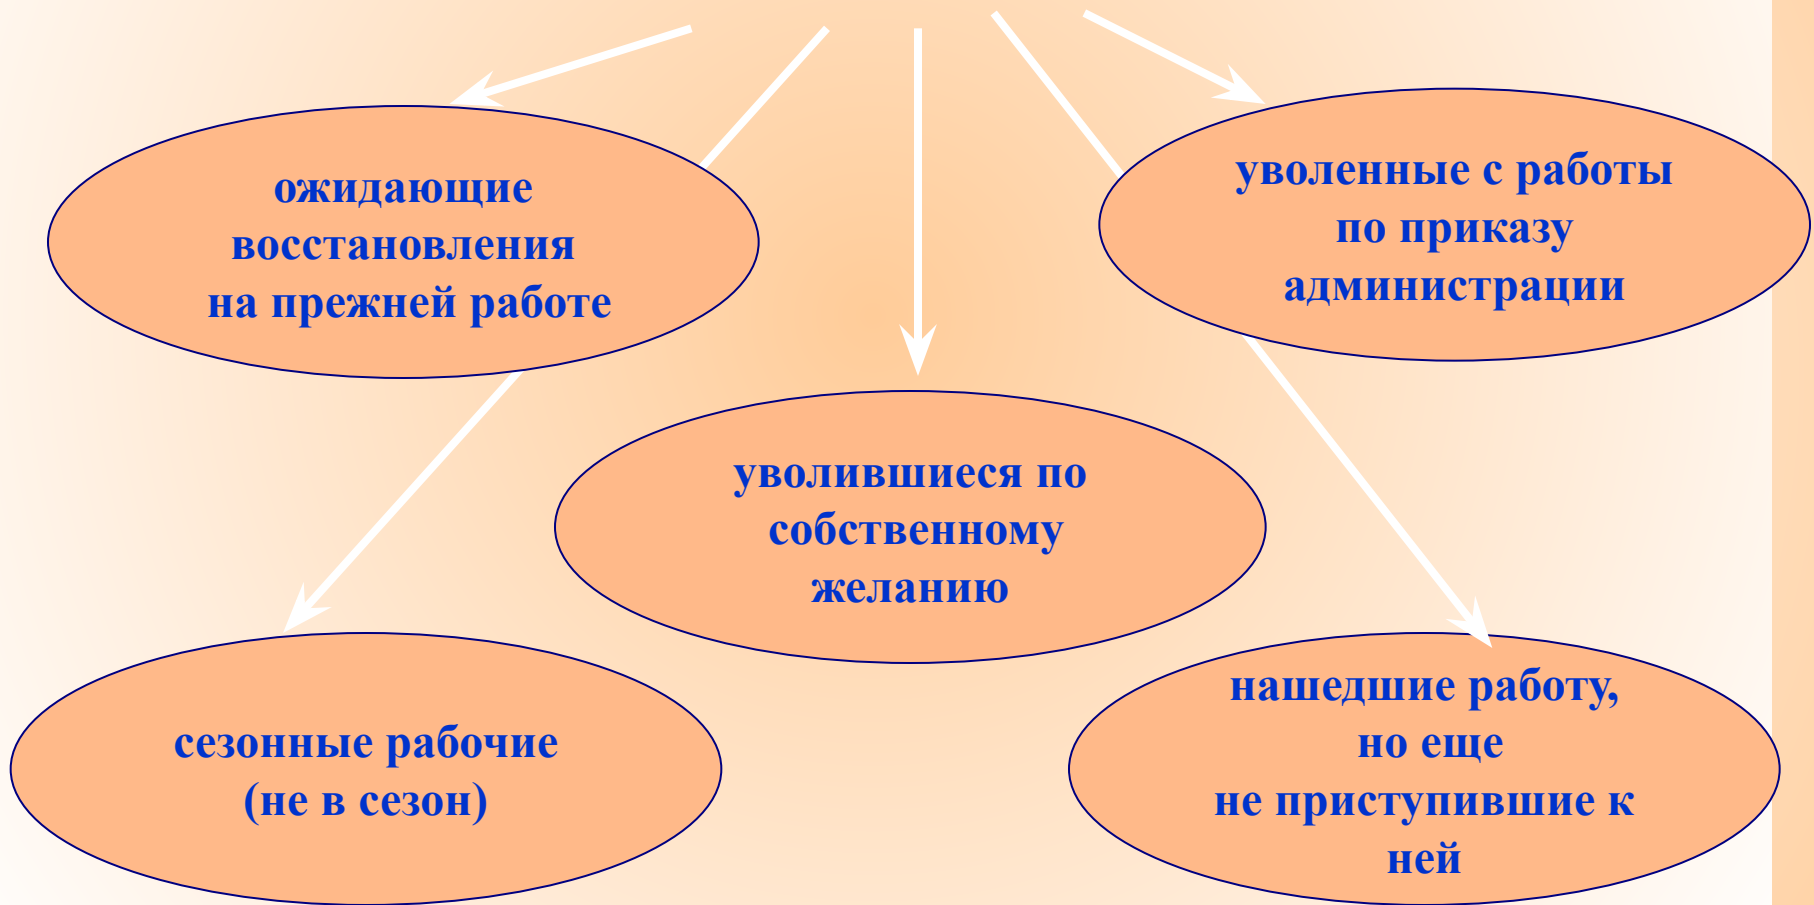 ожидающие
восстановления
на прежней работе
уволенные с работы
по приказу
администрации
уволившиеся по
собственному
желанию
сезонные рабочие
(не в сезон)
нашедшие работу,
но еще
не приступившие к
ней